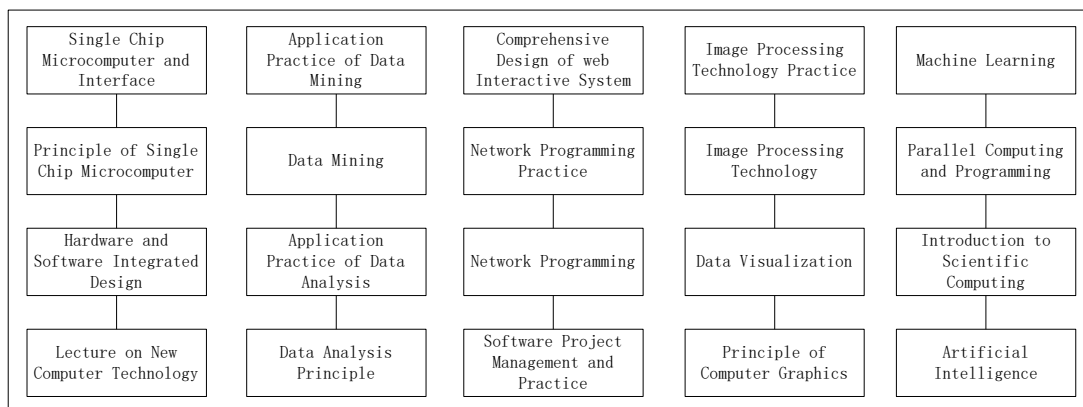 Single Chip
Microcomputer and
Interface
Application
Practice of Data
Mining
Comprehensive
Design of web
Interactive System
Image Processing
Technology Practice
Machine Learning
Principle of Single
Chip Microcomputer
Data Mining
Network Programming
Practice
Image Processing
Technology
Parallel Computing
and Programming
Hardware and
Software Integrated
Design
Application
Practice of Data
Analysis
Network Programming
Data Visualization
Introduction to
Scientific
Computing
Lecture on New
Computer Technology
Data Analysis
Principle
Software Project
Management and
Practice
Principle of
Computer Graphics
Artificial
Intelligence